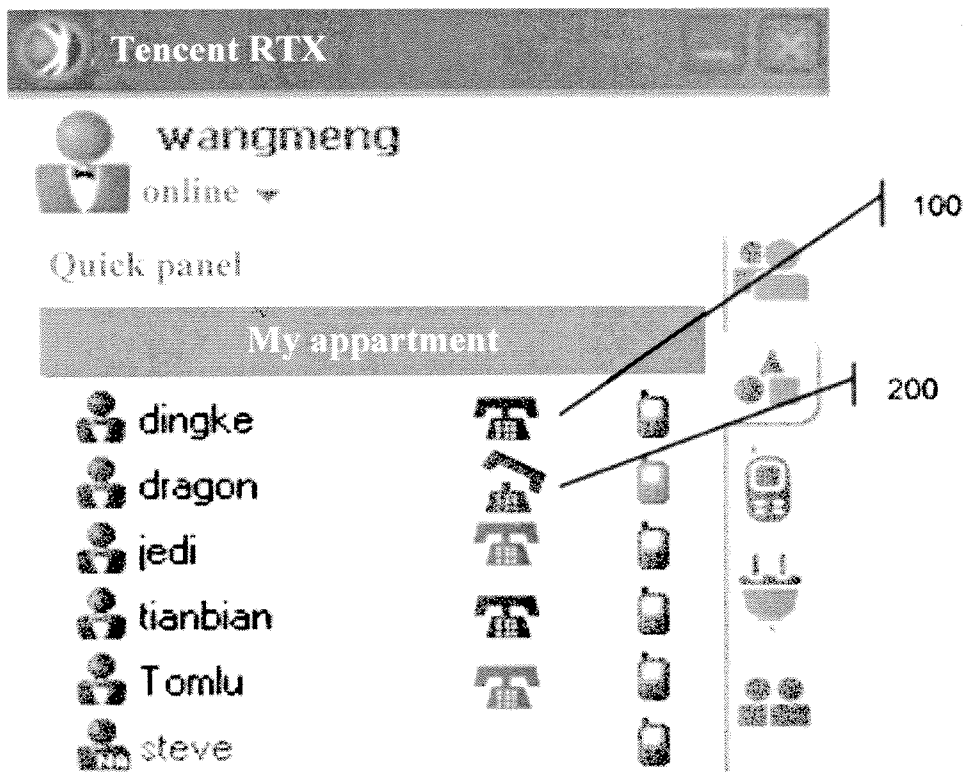 Tencent RTX
wangmeng
online
100
Quick panel
My appartment
200
dingke
dragon
jedi
tianbian
Tomlu
steve